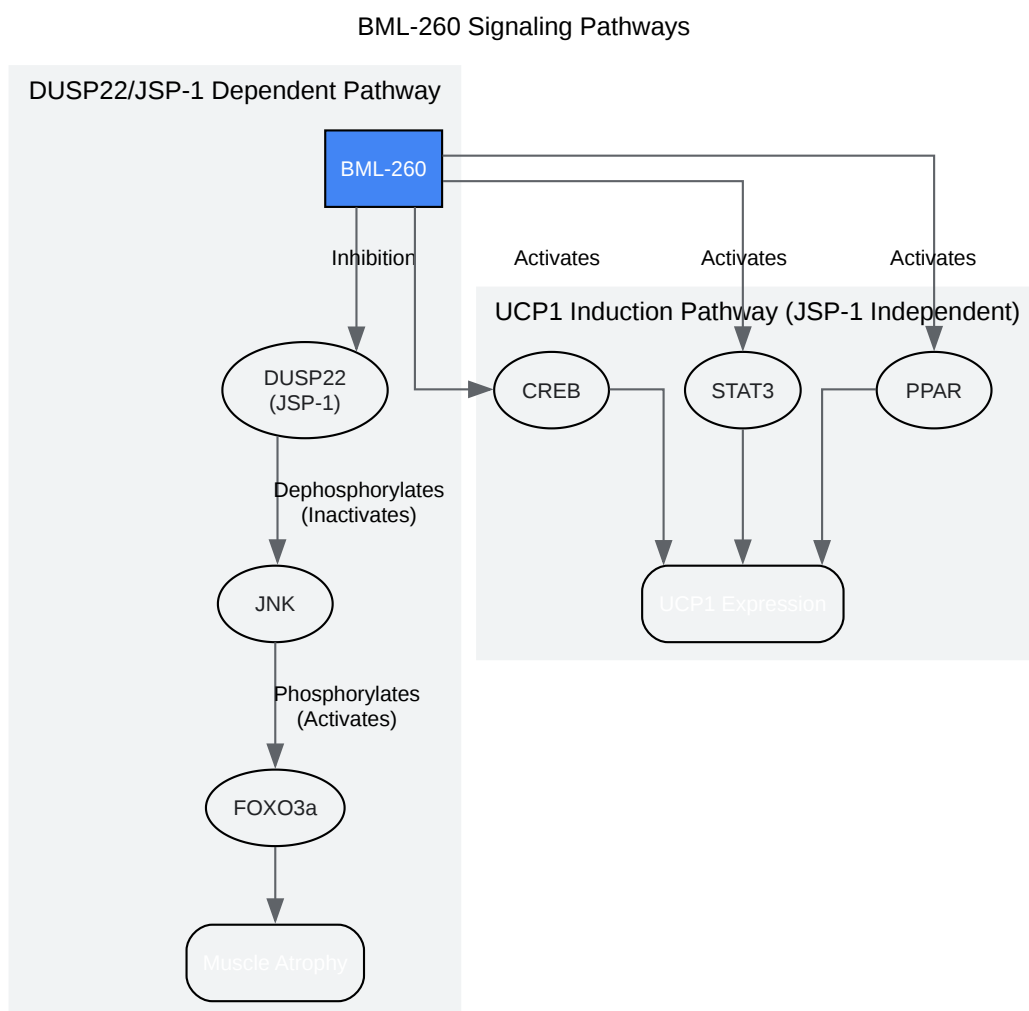 BML-260 Signaling Pathways
DUSP22/JSP-1 Dependent Pathway
BML-260
Inhibition
Activates
Activates
Activates
UCP1 Induction Pathway (JSP-1 Independent)
DUSP22
(JSP-1)
CREB
STAT3
PPAR
Dephosphorylates
(Inactivates)
JNK
UCP1 Expression
Phosphorylates
(Activates)
FOXO3a
Muscle Atrophy